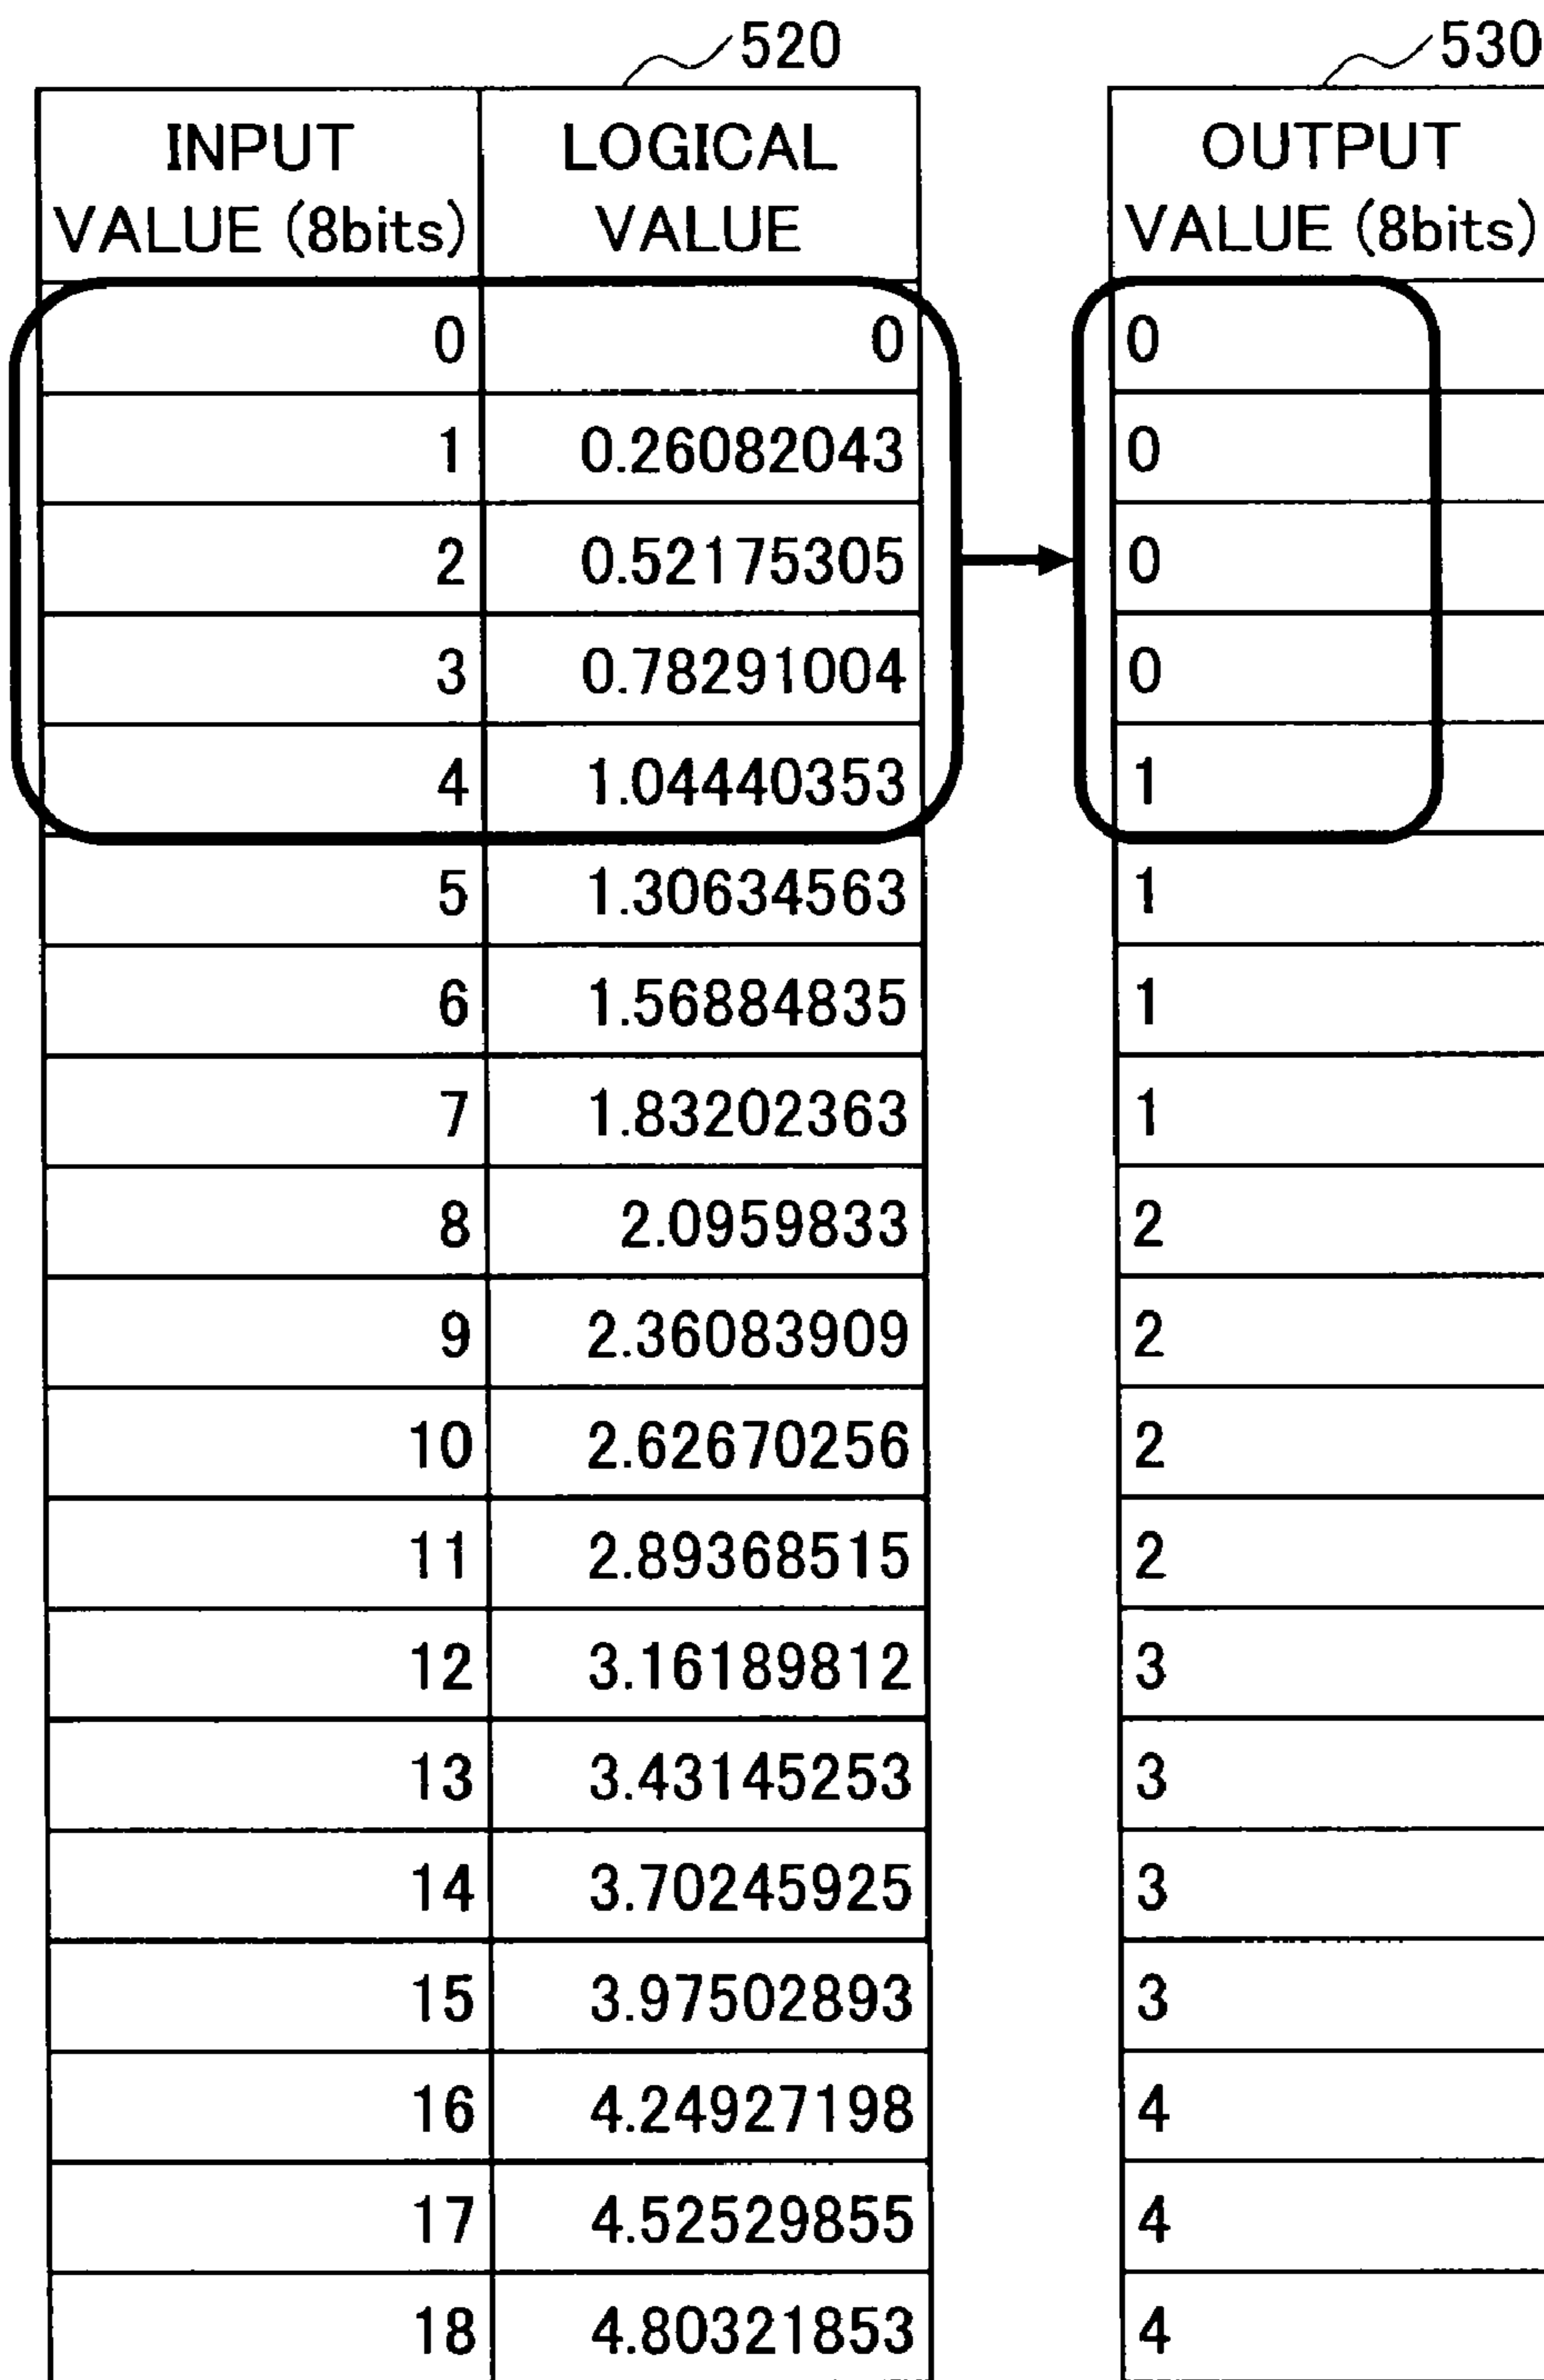 520 530
INPUT VALUE (8bits) LOGICAL VALUE OUTPUT VALUE (8bits)
0 0 0
1 0.26082043 0
2 0.52175305 0
3 0.78291004 0
4 1.04440353 1
5 1.30634563 1
6 1.56884835 1
7 1.83202363 1
8 2.0959833 2
9 2.36083909 2
10 2.62670256 2
11 2.89368515 2
12 3.16189812 3
13 3.43145253 3
14 3.70245925 3
15 3.97502893 3
16 4.24927198 4
17 4.52529855 4
18 4.80321853 4